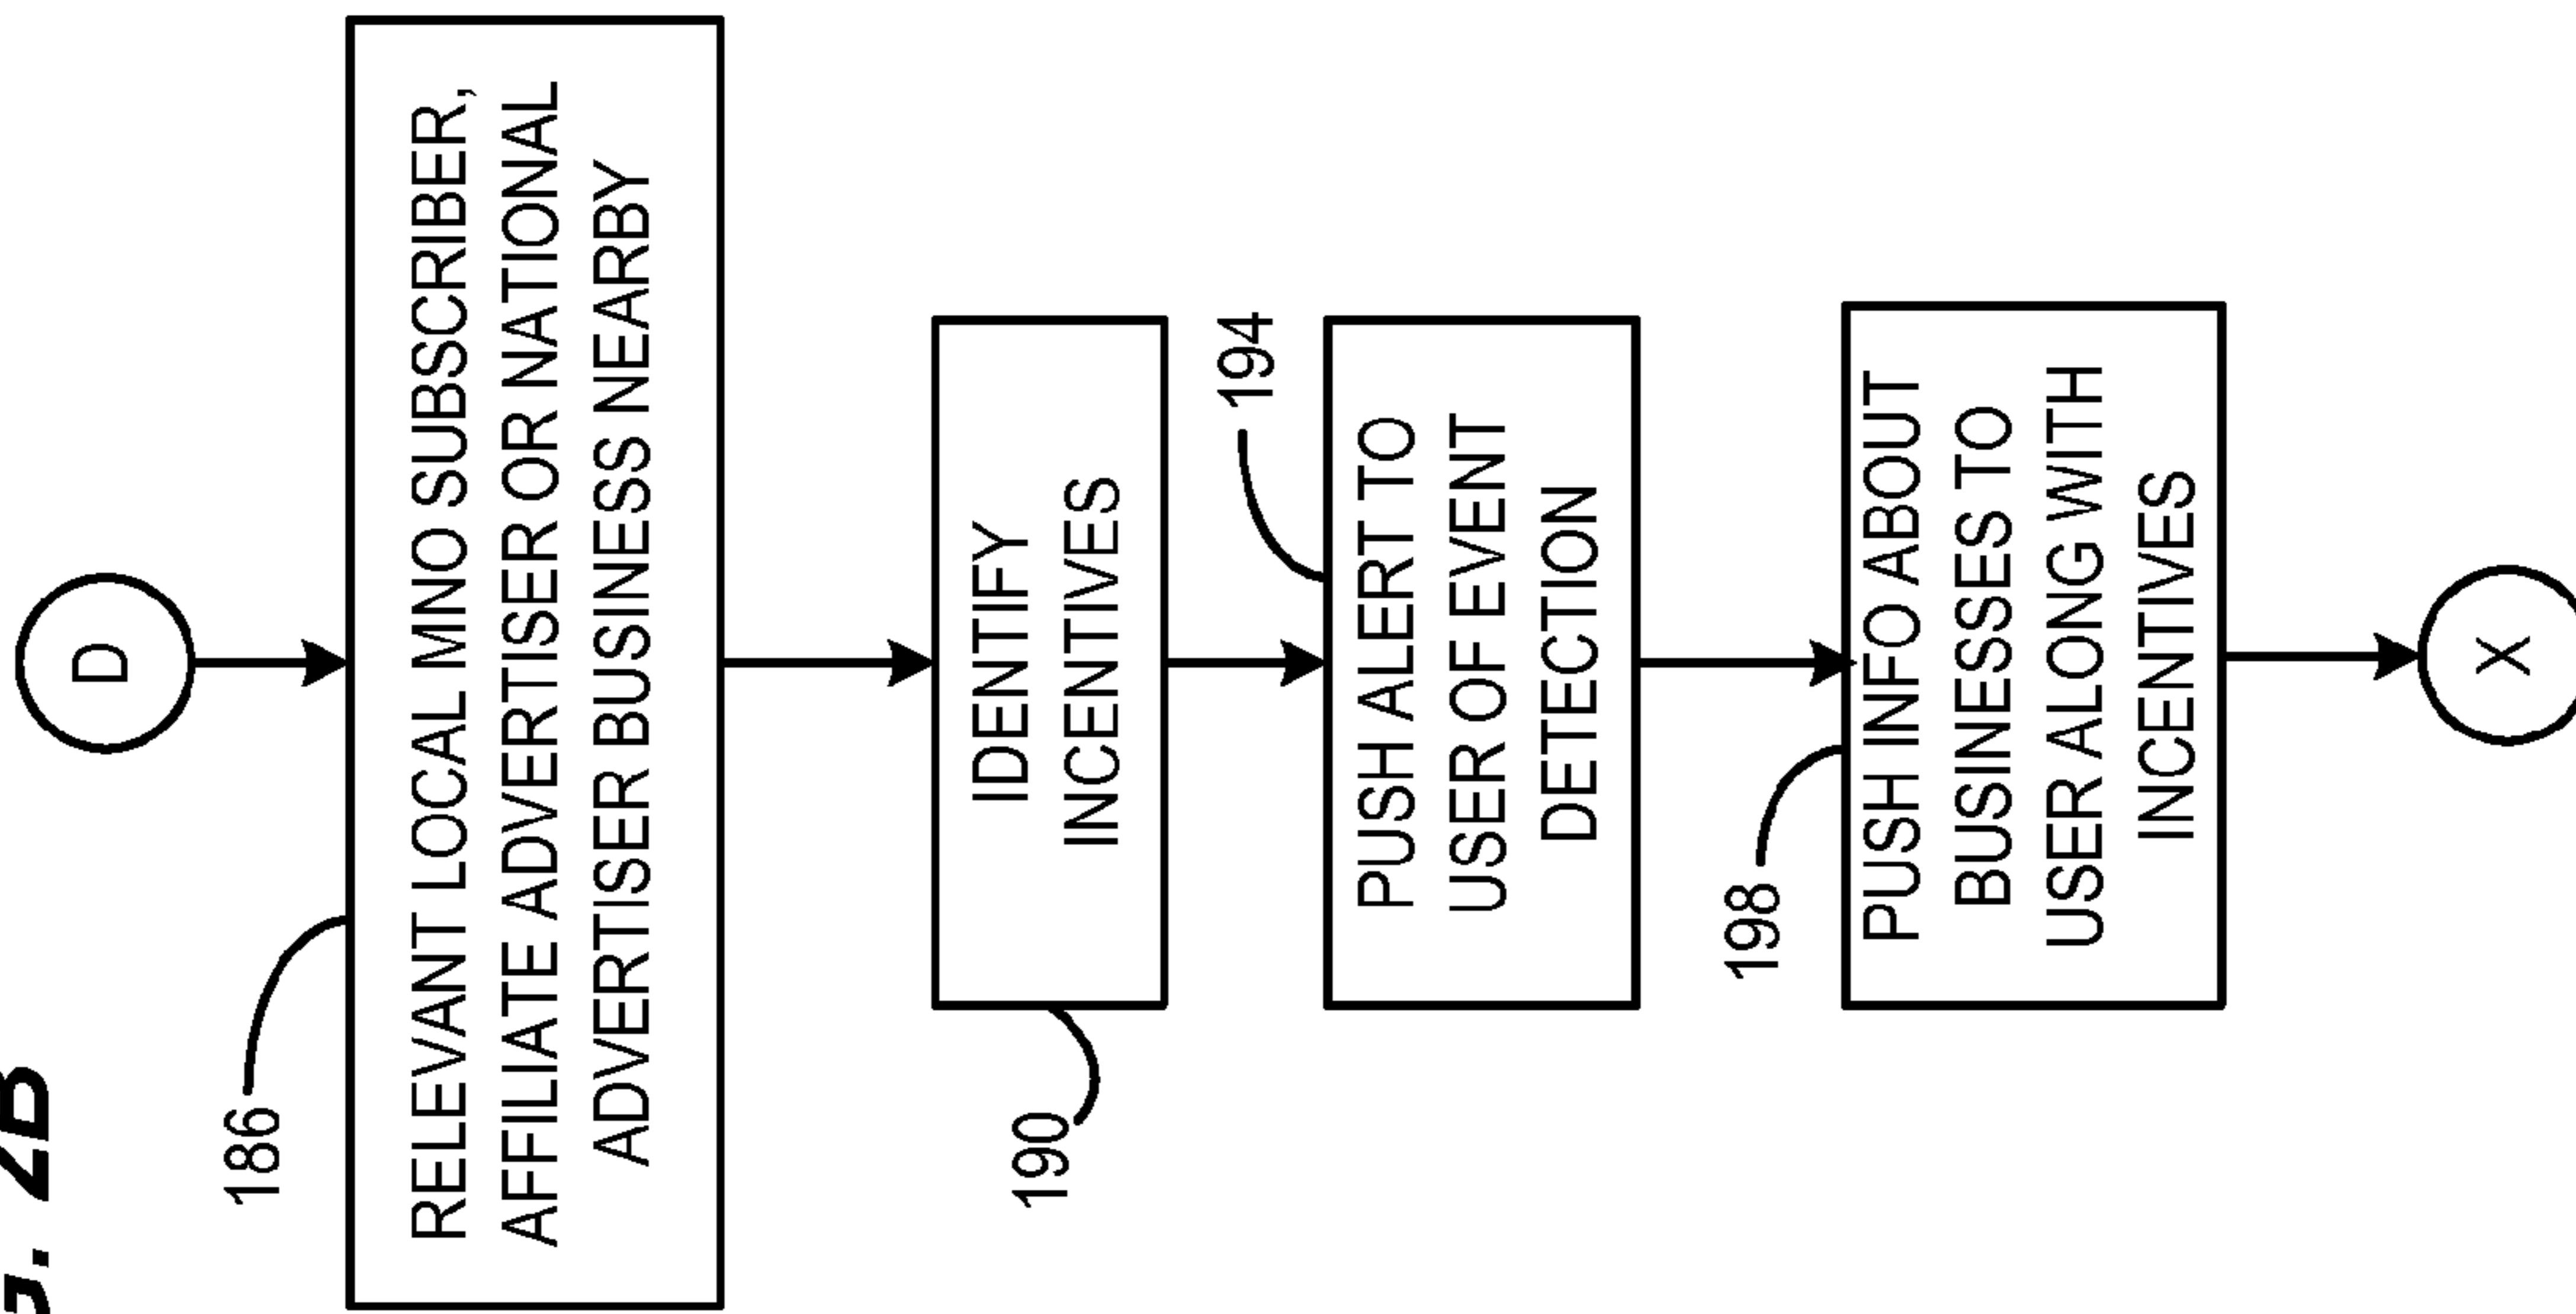 2B
D
186
RELEVANT LOCAL MNO SUBSCRIBER,
AFFILIATE ADVERTISER OR NATIONAL
ADVERTISER BUSINESS NEARBY
190
IDENTIFY
INCENTIVES
194
PUSH ALERT TO
USER OF EVENT
DETECTION
198
PUSH INFO ABOUT
BUSINESSES TO
USER ALONG WITH
INCENTIVES
X